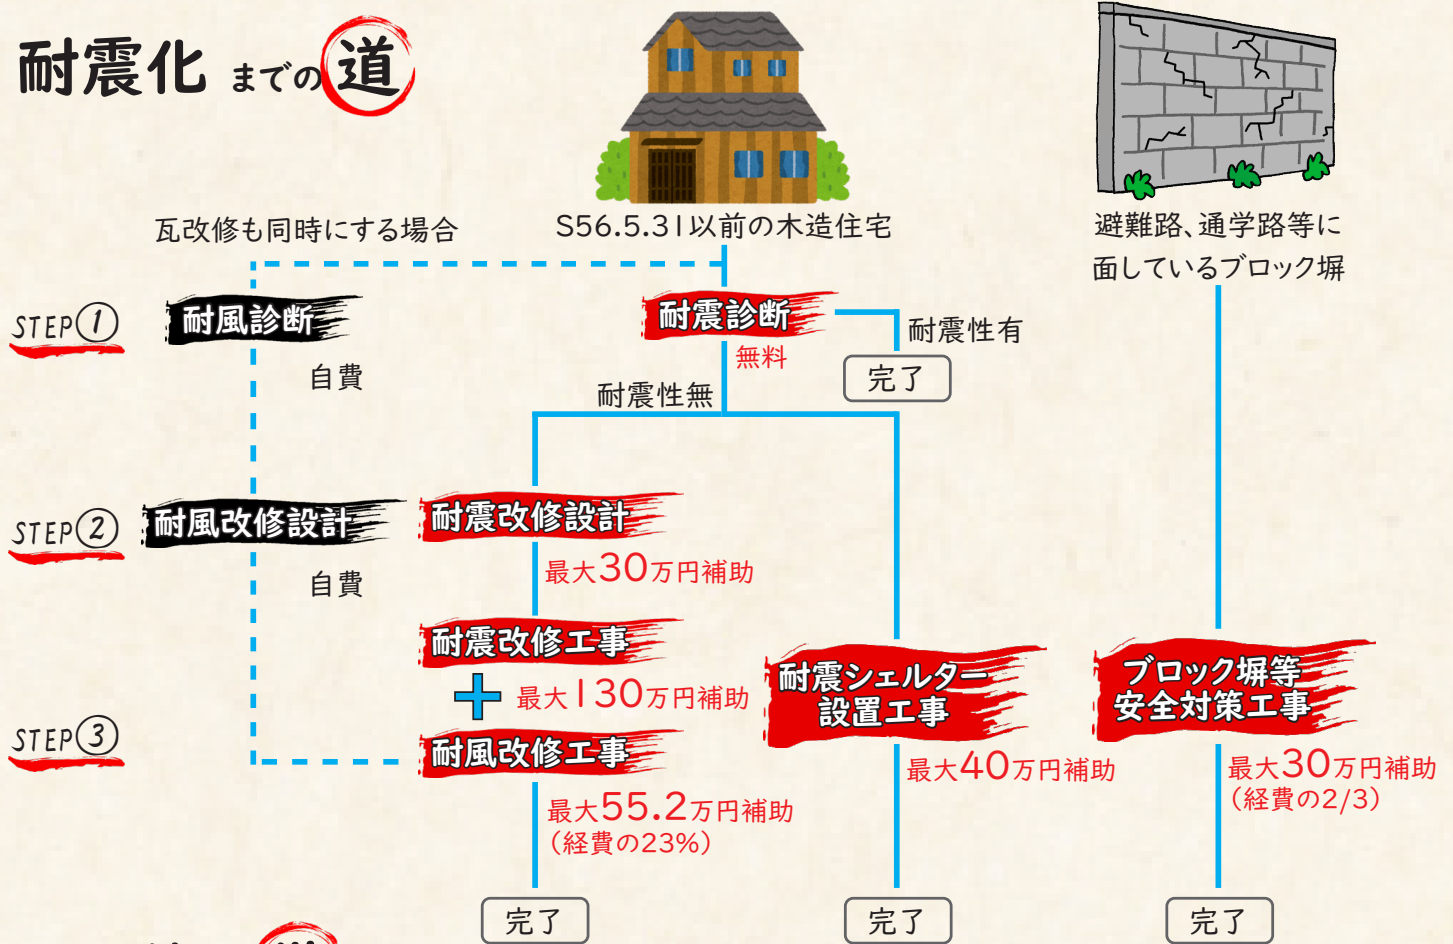 耐震化 までの道
瓦改修も同時にする場合
S56.5.31以前の木造住宅
避難路、通学路等に
面しているブロック塀
STEP①
耐風診断
自費
耐震診断
無料
耐震性有
完了
耐震性無
STEP②
耐風改修設計
自費
耐震改修設計
最大30万円補助
STEP③
耐震改修工事
＋ 最大130万円補助
耐風改修工事
最大55.2万円補助
（経費の23%）
耐震シェルター
設置工事
最大40万円補助
ブロック塀等
安全対策工事
最大30万円補助
（経費の2/3）
完了
完了
完了